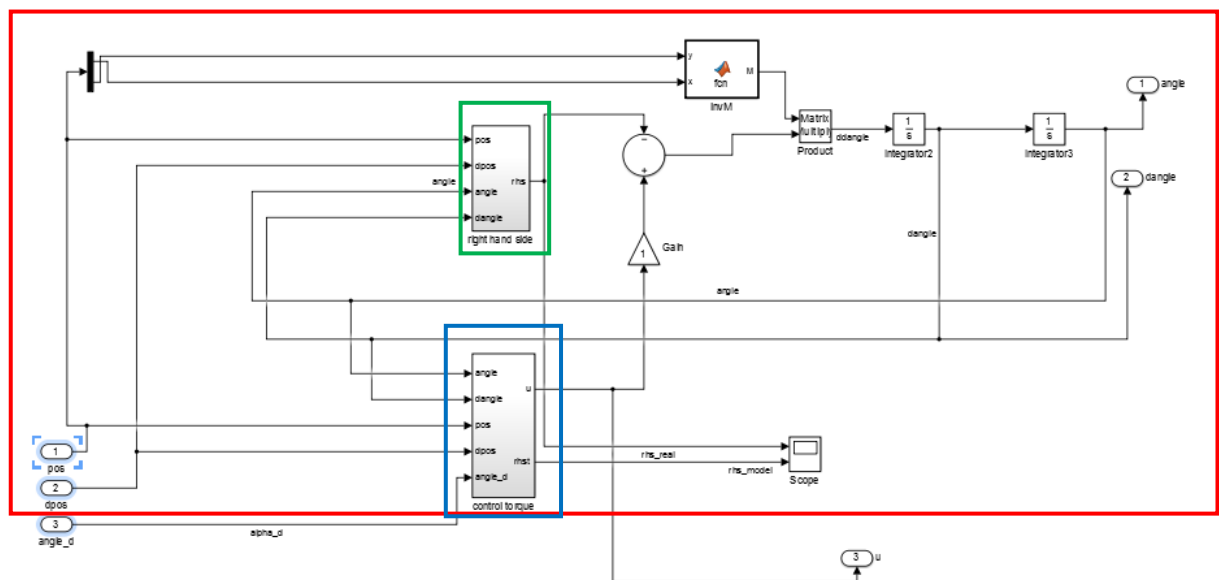 y
x
fcn
M
InvM
Matrix
Multiply
Product
ddangle
1
s
Integrator2
1
s
Integrator3
1
angle
2
dangle
pos
dpos
angle
angle
dangle
rhs
right hand side
−
+
1
Gain
dangle
angle
angle
dangle
pos
dpos
angle_d
u
rhst
control torque
1
pos
2
dpos
3
angle_d
alpha_d
rhs_real
rhs_model
Scope
3
u